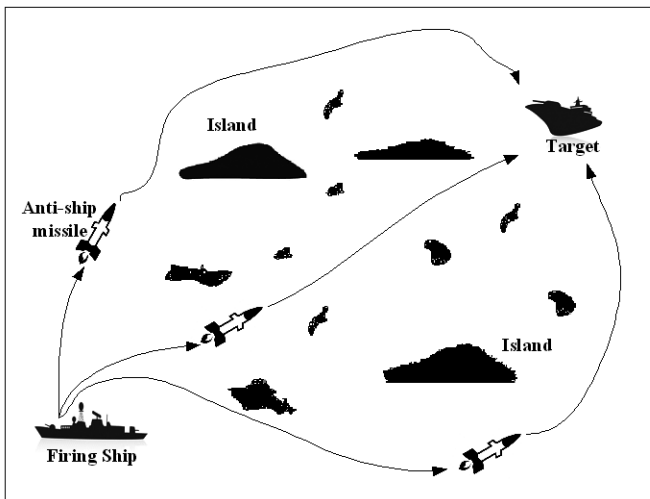 Island
Target
Anti-ship
missile
Island
Firing Ship